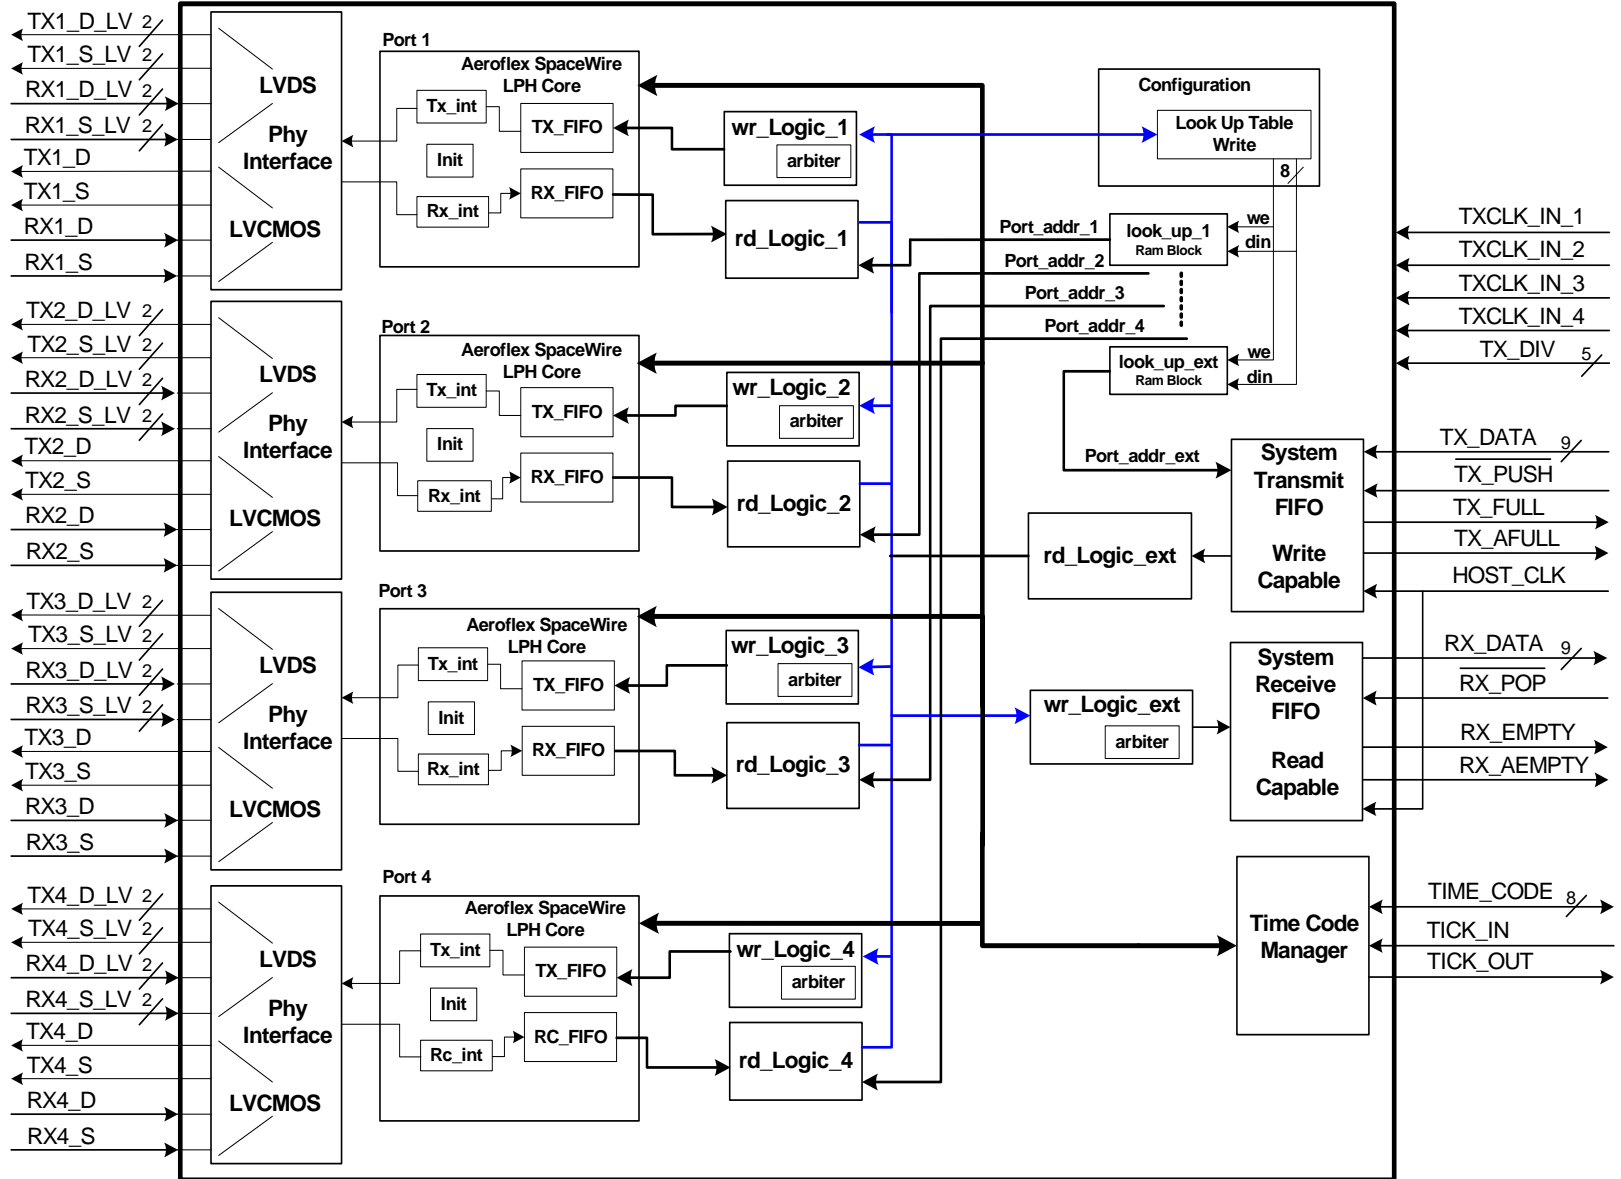 TX1_D_LV 2
TX1_S_LV 2
RX1_D_LV 2
RX1_S_LV 2
TX1_D
TX1_S
RX1_D
RX1_S
LVDS
Phy
Interface
LVCMOS
Port 1
Aeroflex SpaceWire
LPH Core
Tx_int
TX_FIFO
Init
Rx_int
RX_FIFO
wr_Logic_1
arbiter
rd_Logic_1
TX2_D_LV 2
TX2_S_LV 2
RX2_D_LV 2
RX2_S_LV 2
TX2_D
TX2_S
RX2_D
RX2_S
LVDS
Phy
Interface
LVCMOS
Port 2
Aeroflex SpaceWire
LPH Core
Tx_int
TX_FIFO
Init
Rx_int
RX_FIFO
wr_Logic_2
arbiter
rd_Logic_2
TX3_D_LV 2
TX3_S_LV 2
RX3_D_LV 2
RX3_S_LV 2
TX3_D
TX3_S
RX3_D
RX3_S
LVDS
Phy
Interface
LVCMOS
Port 3
Aeroflex SpaceWire
LPH Core
Tx_int
TX_FIFO
Init
Rx_int
RX_FIFO
wr_Logic_3
arbiter
rd_Logic_3
TX4_D_LV 2
TX4_S_LV 2
RX4_D_LV 2
RX4_S_LV 2
TX4_D
TX4_S
RX4_D
RX4_S
LVDS
Phy
Interface
LVCMOS
Port 4
Aeroflex SpaceWire
LPH Core
Tx_int
TX_FIFO
Init
Rc_int
RC_FIFO
wr_Logic_4
arbiter
rd_Logic_4
Configuration
Look Up Table
Write
8
Port_addr_1
look_up_1
Ram Block
we
din
Port_addr_2
Port_addr_3
Port_addr_4
look_up_ext
Ram Block
we
din
Port_addr_ext
System
Transmit
FIFO
Write
Capable
rd_Logic_ext
System
Receive
FIFO
Read
Capable
wr_Logic_ext
arbiter
Time Code
Manager
TXCLK_IN_1
TXCLK_IN_2
TXCLK_IN_3
TXCLK_IN_4
TX_DIV 5
TX_DATA 9
TX_PUSH
TX_FULL
TX_AFULL
HOST_CLK
RX_DATA 9
RX_POP
RX_EMPTY
RX_AEMPTY
TIME_CODE 8
TICK_IN
TICK_OUT